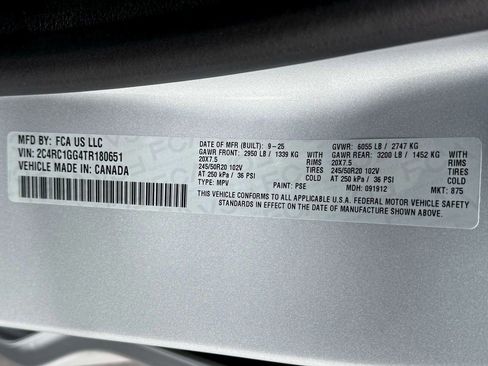 MFD BY: FCA US LLC
VIN: 2C4RC1GG4TR180651
VEHICLE MADE IN: CANADA
DATE OF MFR (BUILT): 9-25 GVWR: 6055 LB / 2747 KG
GAWR FRONT: 2950 LB / 1339 KG WITH GAWR REAR: 3200 LB / 1452 KG WITH
20X7.5 RIMS 20X7.5 RIMS
245/50R20 102V TIRES 245/50R20 102V TIRES
AT 250 kPa / 36 PSI COLD AT 250 kPa / 36 PSI COLD
TYPE: MPV PAINT: PSE MDH: 091912 MKT: 875
THIS VEHICLE CONFORMS TO ALL APPLICABLE U.S.A. FEDERAL MOTOR VEHICLE SAFETY
STANDARDS IN EFFECT ON THE DATE OF MANUFACTURE SHOWN ABOVE.